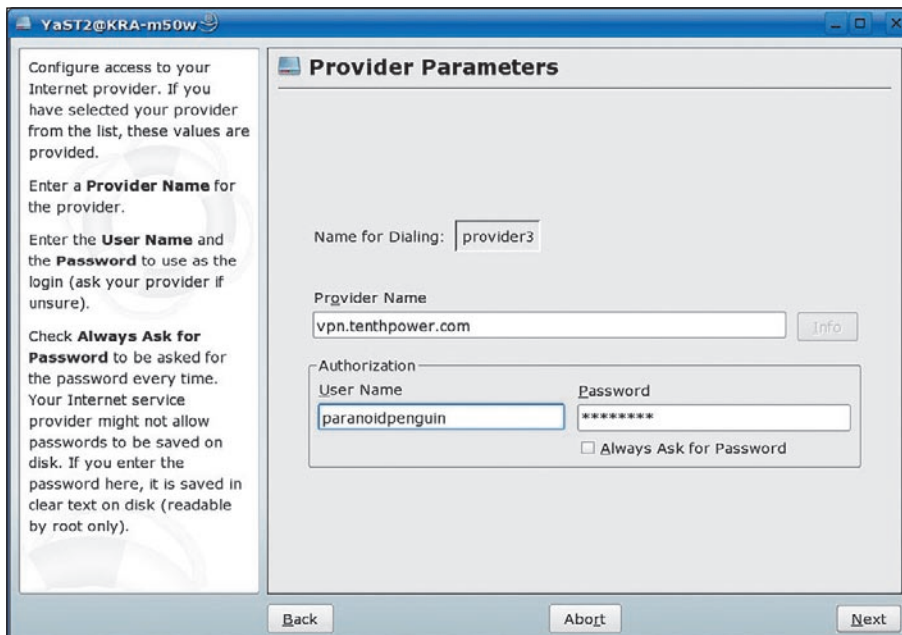 YaST2@KRA-m50w
Configure access to your
Internet provider. If you
have selected your provider
from the list, these values are
provided.
Enter a Provider Name for
the provider.
Enter the User Name and
the Password to use as the
login (ask your provider if
unsure).
Check Always Ask for
Password to be asked for
the password every time.
Your Internet service
provider might not allow
passwords to be saved on
disk. If you enter the
password here, it is saved in
clear text on disk (readable
by root only).
Provider Parameters
Name for Dialing: provider3
Provider Name
vpn.tenthpower.com Info
Authorization
User Name Password
paranoidpenguin ********
Always Ask for Password
Back Abort Next